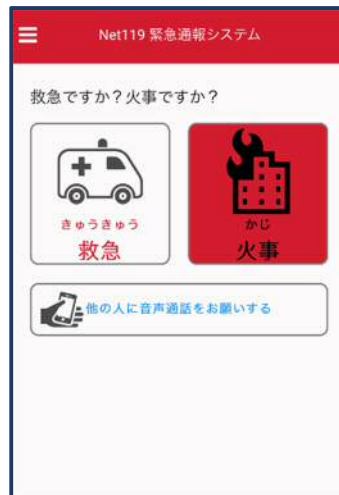 Net119 緊急通報システム
救急ですか？火事ですか？
きゅうきゅう
救急
かじ
火事
他の人に音声通話をお願いする